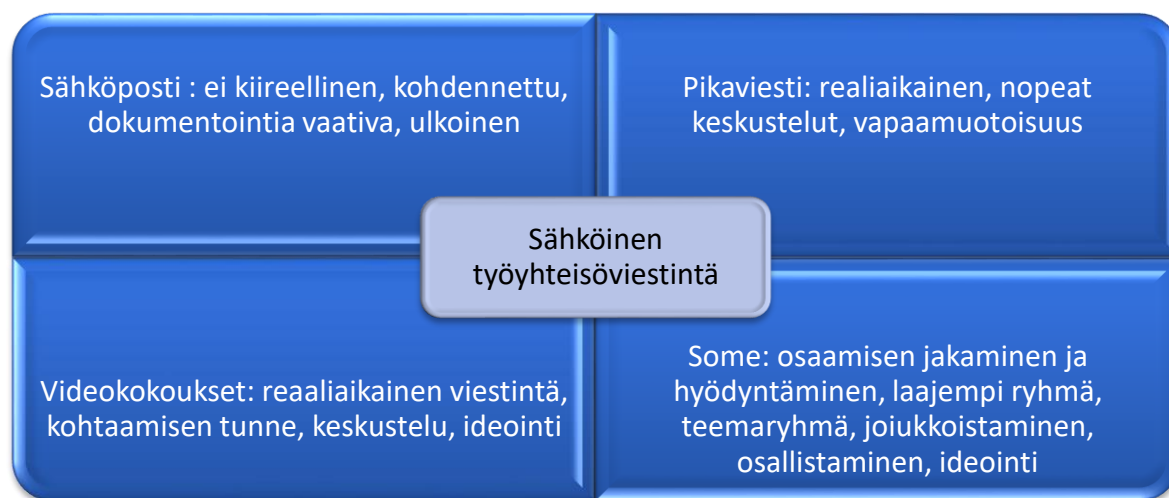 Sähköposti : ei kiireellinen, kohdennettu,
dokumentointia vaativa, ulkoinen
Pikaviesti: realiaikainen, nopeat
keskustelut, vapaamuotoisuus
Sähköinen
työyhteisöviestintä
Videokokoukset: reaaliaikainen viestintä,
kohtaamisen tunne, keskustelu, ideointi
Some: osaamisen jakaminen ja
hyödyntäminen, laajempi ryhmä,
teemaryhmä, joiukkoistaminen,
osallistaminen, ideointi